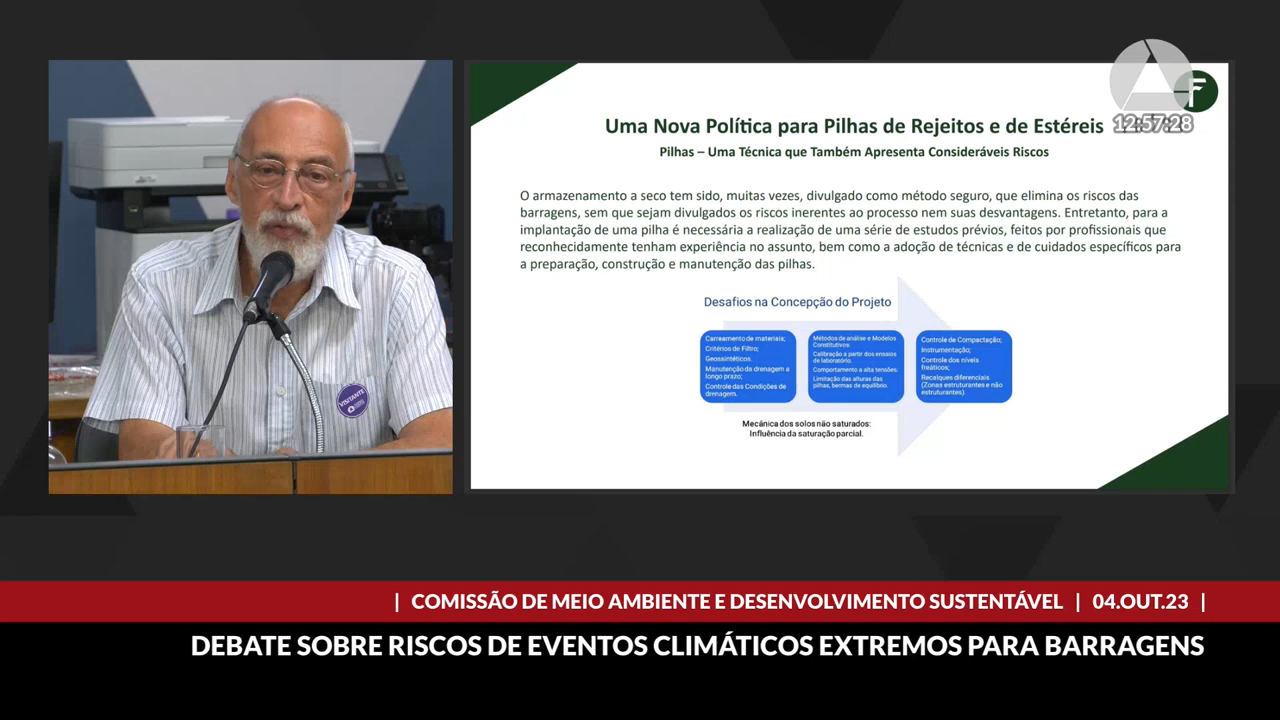 12:57:28
F
Uma Nova Política para Pilhas de Rejeitos e de Estéreis
Pilhas – Uma Técnica que Também Apresenta Consideráveis Riscos
O armazenamento a seco tem sido, muitas vezes, divulgado como método seguro, que elimina os riscos das
barragens, sem que sejam divulgados os riscos inerentes ao processo nem suas desvantagens. Entretanto, para a
implantação de uma pilha é necessária a realização de uma série de estudos prévios, feitos por profissionais que
reconhecidamente tenham experiência no assunto, bem como a adoção de técnicas e de cuidados específicos para
a preparação, construção e manutenção das pilhas.
Desafios na Concepção do Projeto
Carreamento de materiais;
Critérios de Filtro;
Geossintéticos.
Manutenção da drenagem a
longo prazo;
Controle das Condições de
drenagem.
Métodos de análise e Modelos
Constitutivos:
Calibração a partir dos ensaios
de laboratório.
Comportamento a alta tensões:
Limitação das alturas das
pilhas, bermas de equilíbrio.
Controle de Compactação;
Instrumentação;
Controle dos níveis
freáticos;
Recalques diferenciais
(Zonas estruturantes e não
estruturantes).
Mecânica dos solos não saturados:
Influência da saturação parcial.
VISITANTE
| COMISSÃO DE MEIO AMBIENTE E DESENVOLVIMENTO SUSTENTÁVEL | 04.OUT.23 |
DEBATE SOBRE RISCOS DE EVENTOS CLIMÁTICOS EXTREMOS PARA BARRAGENS